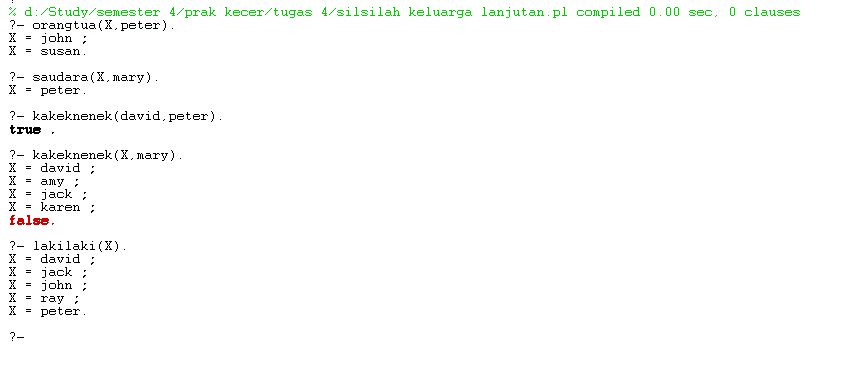 % d:/Study/semester 4/prak kecer/tugas 4/silsilah keluarga lanjutan.pl compiled 0.00 sec, 0 clauses
?- orangtua(X,peter).
X = john ;
X = susan.
?- saudara(X,mary).
X = peter.
?- kakeknenek(david,peter).
true .
?- kakeknenek(X,mary).
X = david ;
X = amy ;
X = jack ;
X = karen ;
false.
?- lakilaki(X).
X = david ;
X = jack ;
X = john ;
X = ray ;
X = peter.
?-